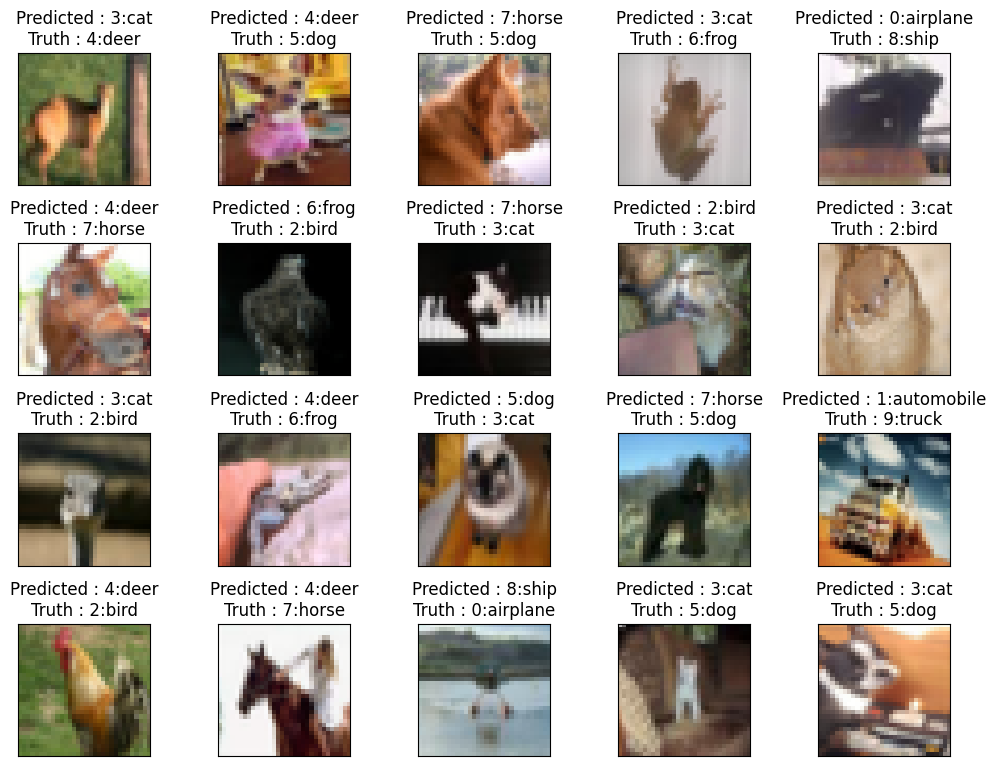 Predicted : 3:cat
Truth : 4:deer
Predicted : 4:deer
Truth : 5:dog
Predicted : 7:horse
Truth : 5:dog
Predicted : 3:cat
Truth : 6:frog
Predicted : 0:airplane
Truth : 8:ship
Predicted : 4:deer
Truth : 7:horse
Predicted : 6:frog
Truth : 2:bird
Predicted : 7:horse
Truth : 3:cat
Predicted : 2:bird
Truth : 3:cat
Predicted : 3:cat
Truth : 2:bird
Predicted : 3:cat
Truth : 2:bird
Predicted : 4:deer
Truth : 6:frog
Predicted : 5:dog
Truth : 3:cat
Predicted : 7:horse
Truth : 5:dog
Predicted : 1:automobile
Truth : 9:truck
Predicted : 4:deer
Truth : 2:bird
Predicted : 4:deer
Truth : 7:horse
Predicted : 8:ship
Truth : 0:airplane
Predicted : 3:cat
Truth : 5:dog
Predicted : 3:cat
Truth : 5:dog